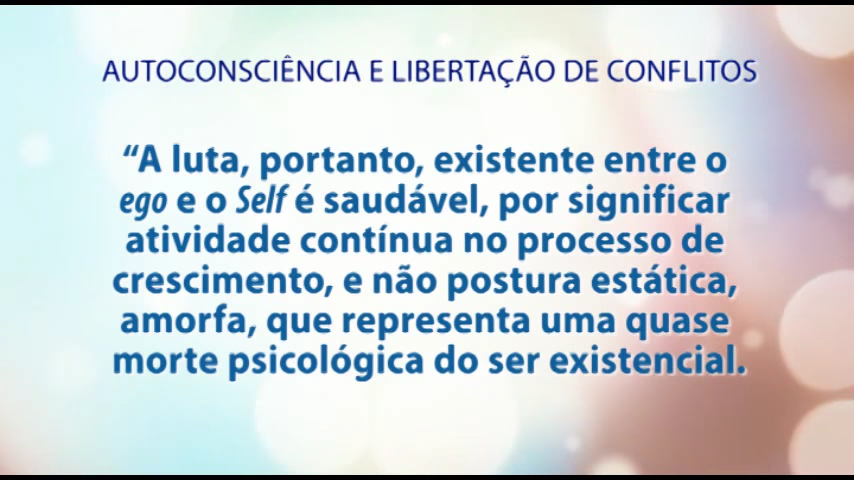 AUTOCONSCIÊNCIA E LIBERTAÇÃO DE CONFLITOS
“A luta, portanto, existente entre o
ego e o Self é saudável, por significar
atividade contínua no processo de
crescimento, e não postura estática,
amorfa, que representa uma quase
morte psicológica do ser existencial.